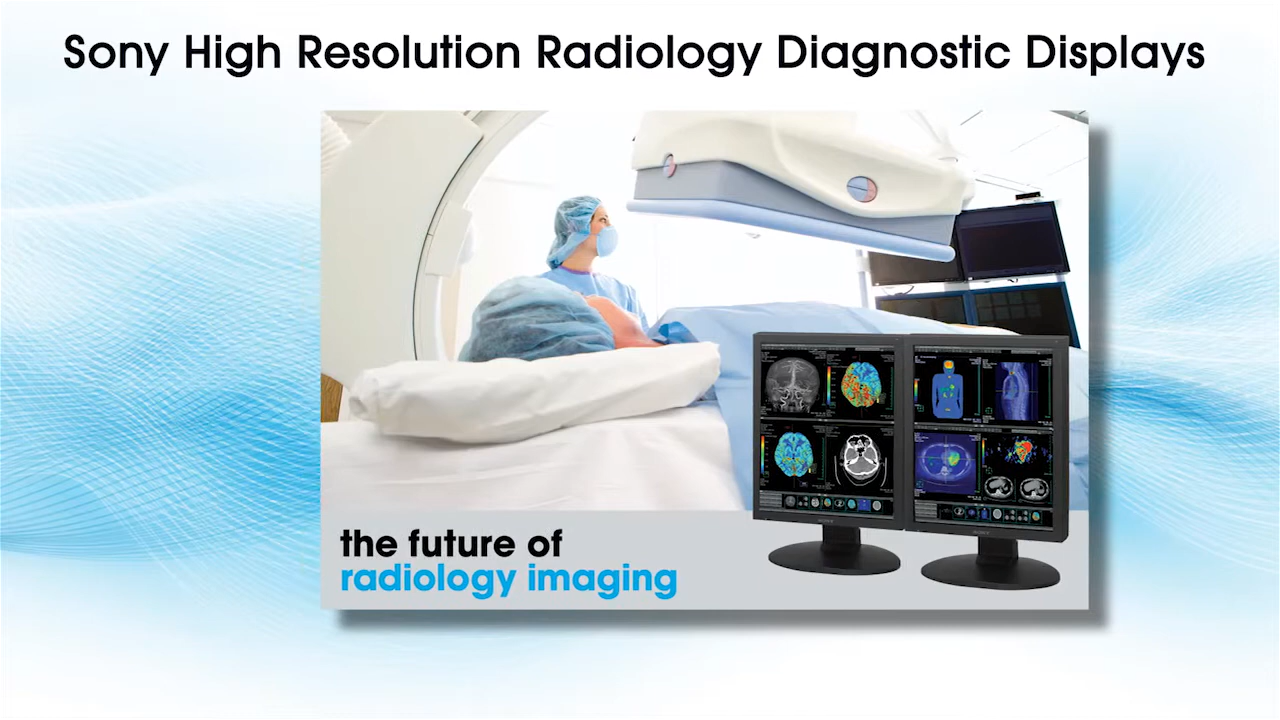 Sony High Resolution Radiology Diagnostic Displays
the future of
radiology imaging